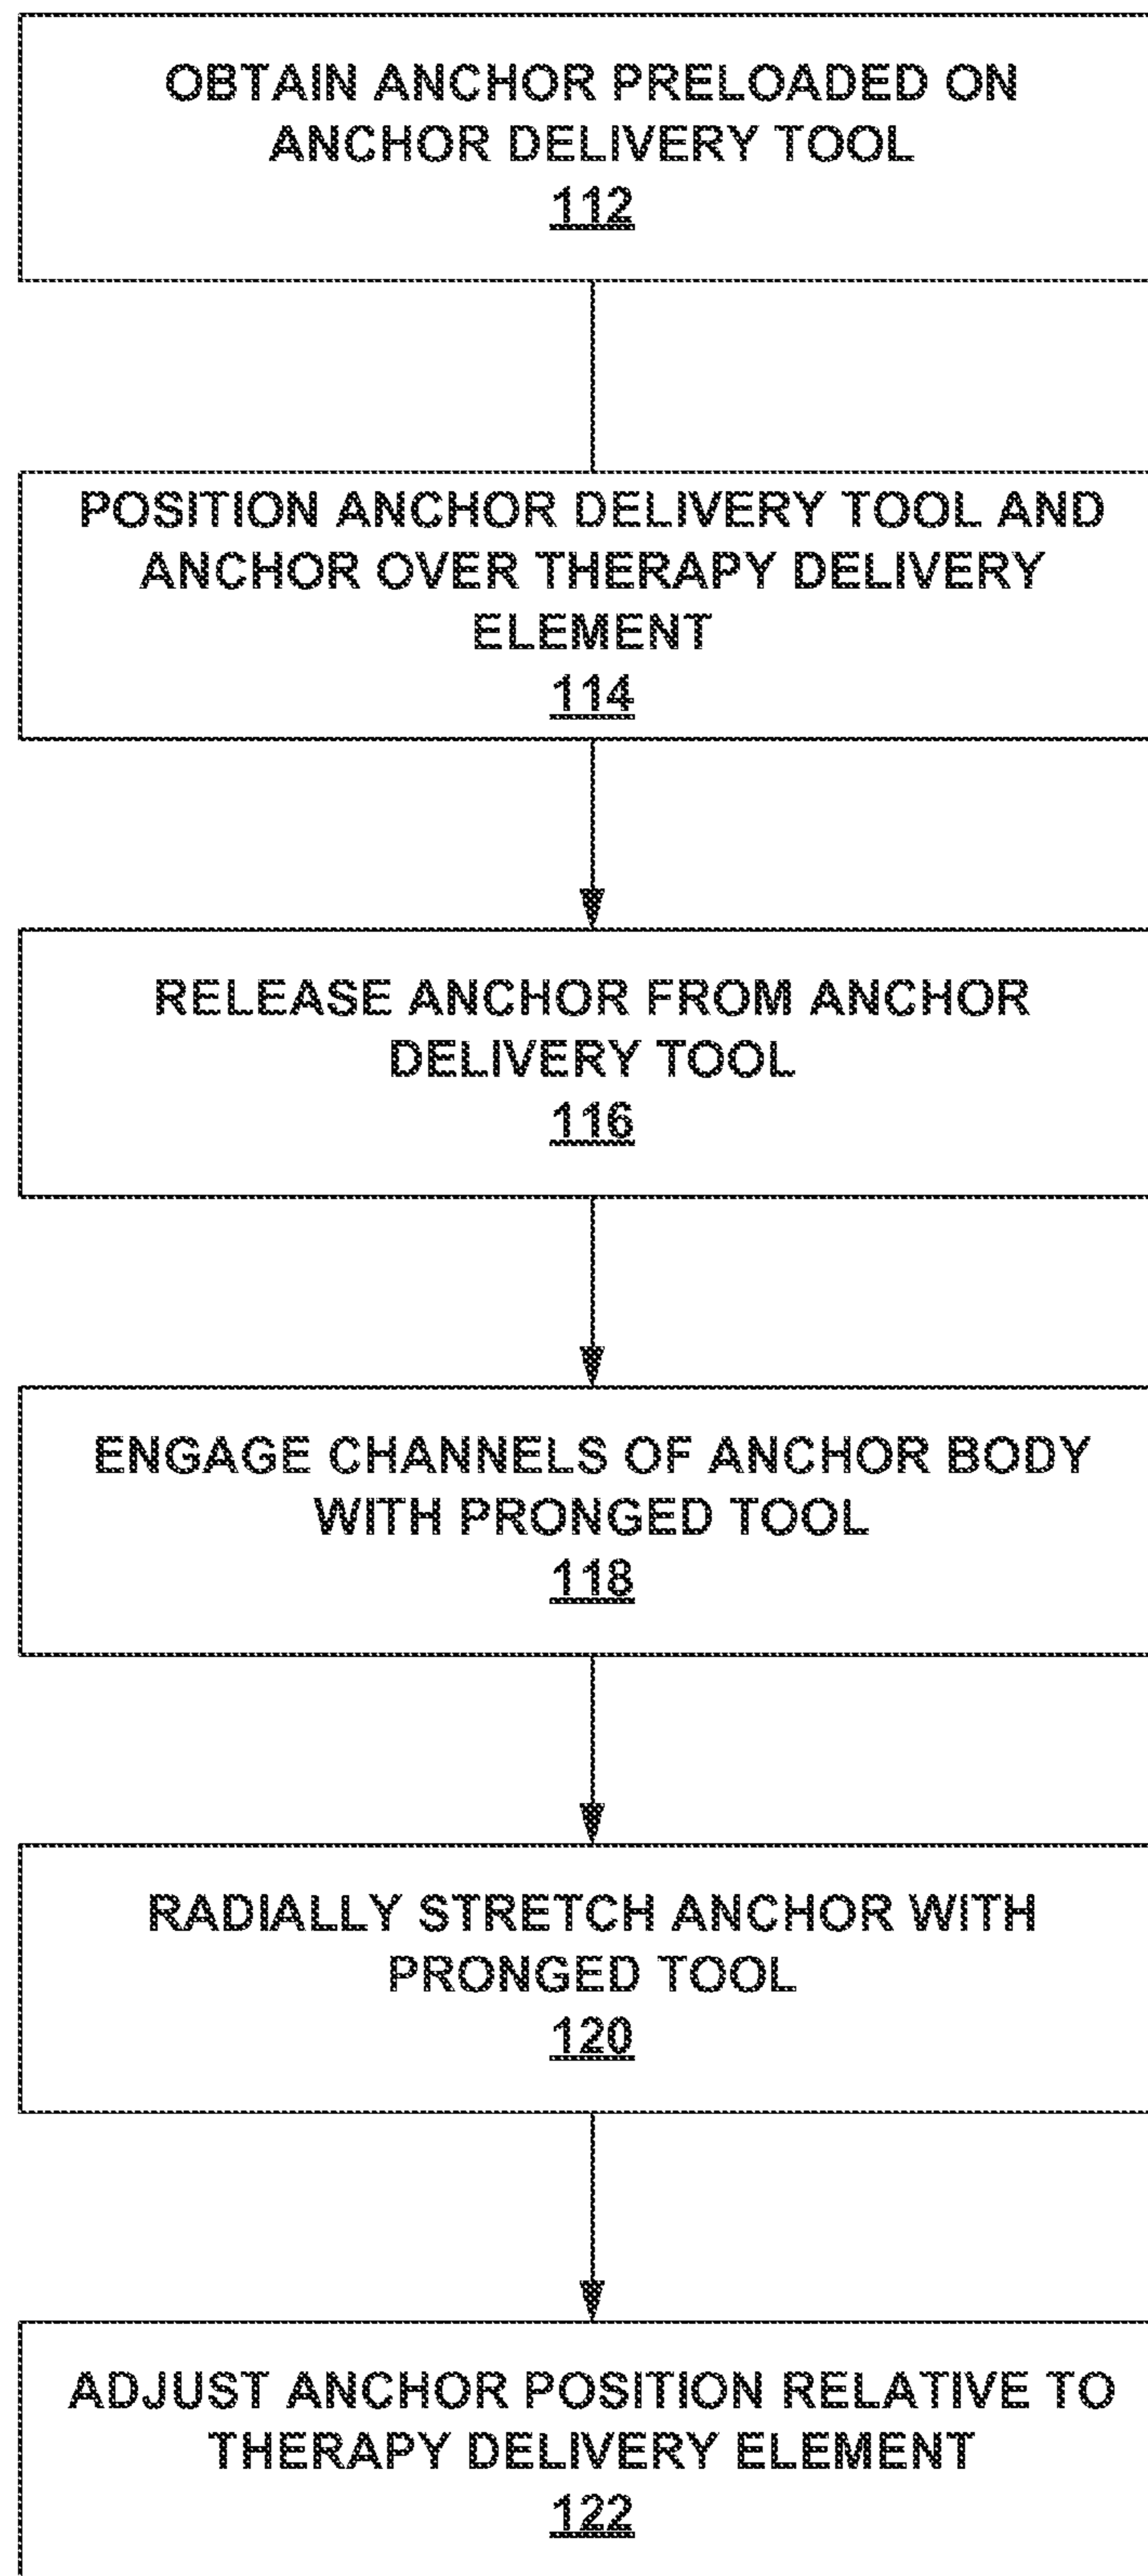 OBTAIN ANCHOR PRELOADED ON
ANCHOR DELIVERY TOOL
112
POSITION ANCHOR DELIVERY TOOL AND
ANCHOR OVER THERAPY DELIVERY
ELEMENT
114
RELEASE ANCHOR FROM ANCHOR
DELIVERY TOOL
116
ENGAGE CHANNELS OF ANCHOR BODY
WITH PRONGED TOOL
118
RADIALLY STRETCH ANCHOR WITH
PRONGED TOOL
120
ADJUST ANCHOR POSITION RELATIVE TO
THERAPY DELIVERY ELEMENT
122